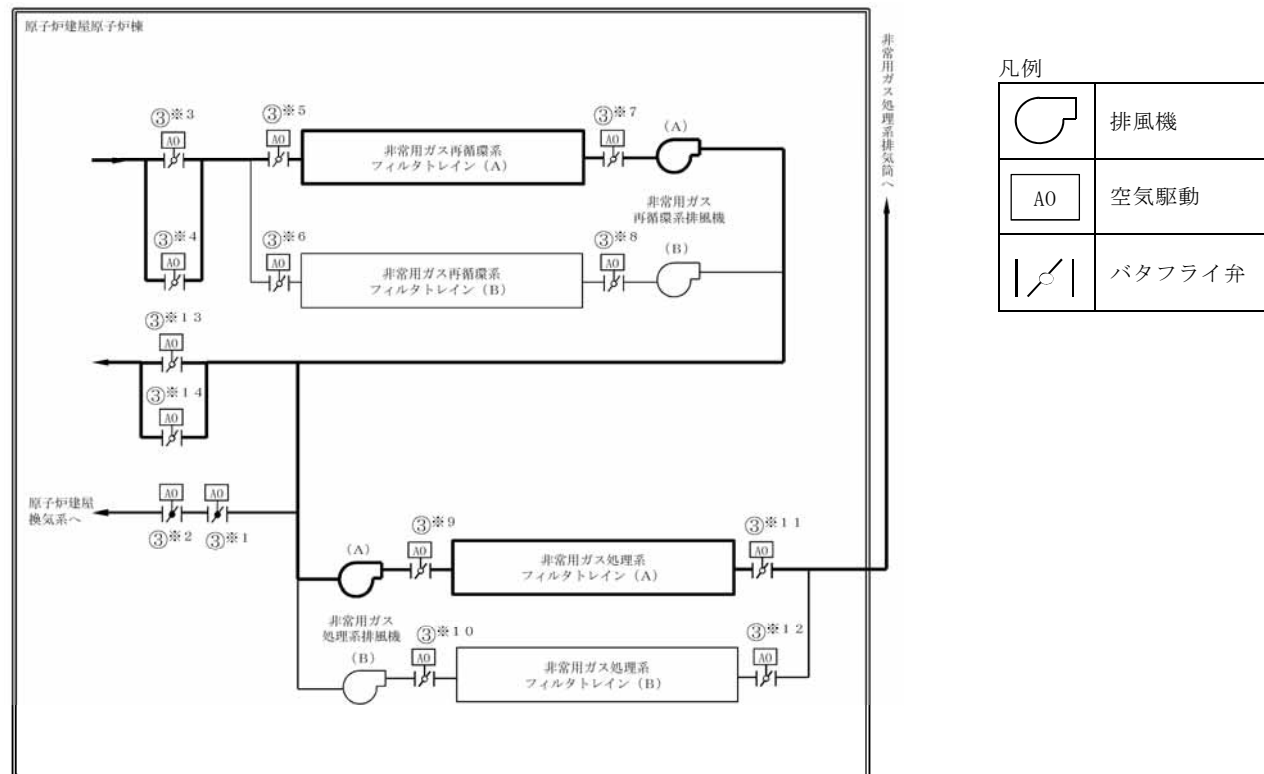 原子炉建屋原子炉棟
③※3
AO
③※5
AO
非常用ガス再循環系
フィルタトレイン（A）
③※7
AO
（A）
③※4
AO
③※6
AO
非常用ガス再循環系
フィルタトレイン（B）
③※8
AO
非常用ガス
再循環系排風機
（B）
③※13
AO
③※14
AO
原子炉建屋
換気系へ
AO
AO
③※2
③※1
（A）
③※9
AO
非常用ガス処理系
フィルタトレイン（A）
③※11
AO
非常用ガス
処理系排風機
（B）
③※10
AO
非常用ガス処理系
フィルタトレイン（B）
③※12
AO
非常用ガス処理系排気筒へ
凡例
排風機
AO
空気駆動
バタフライ弁